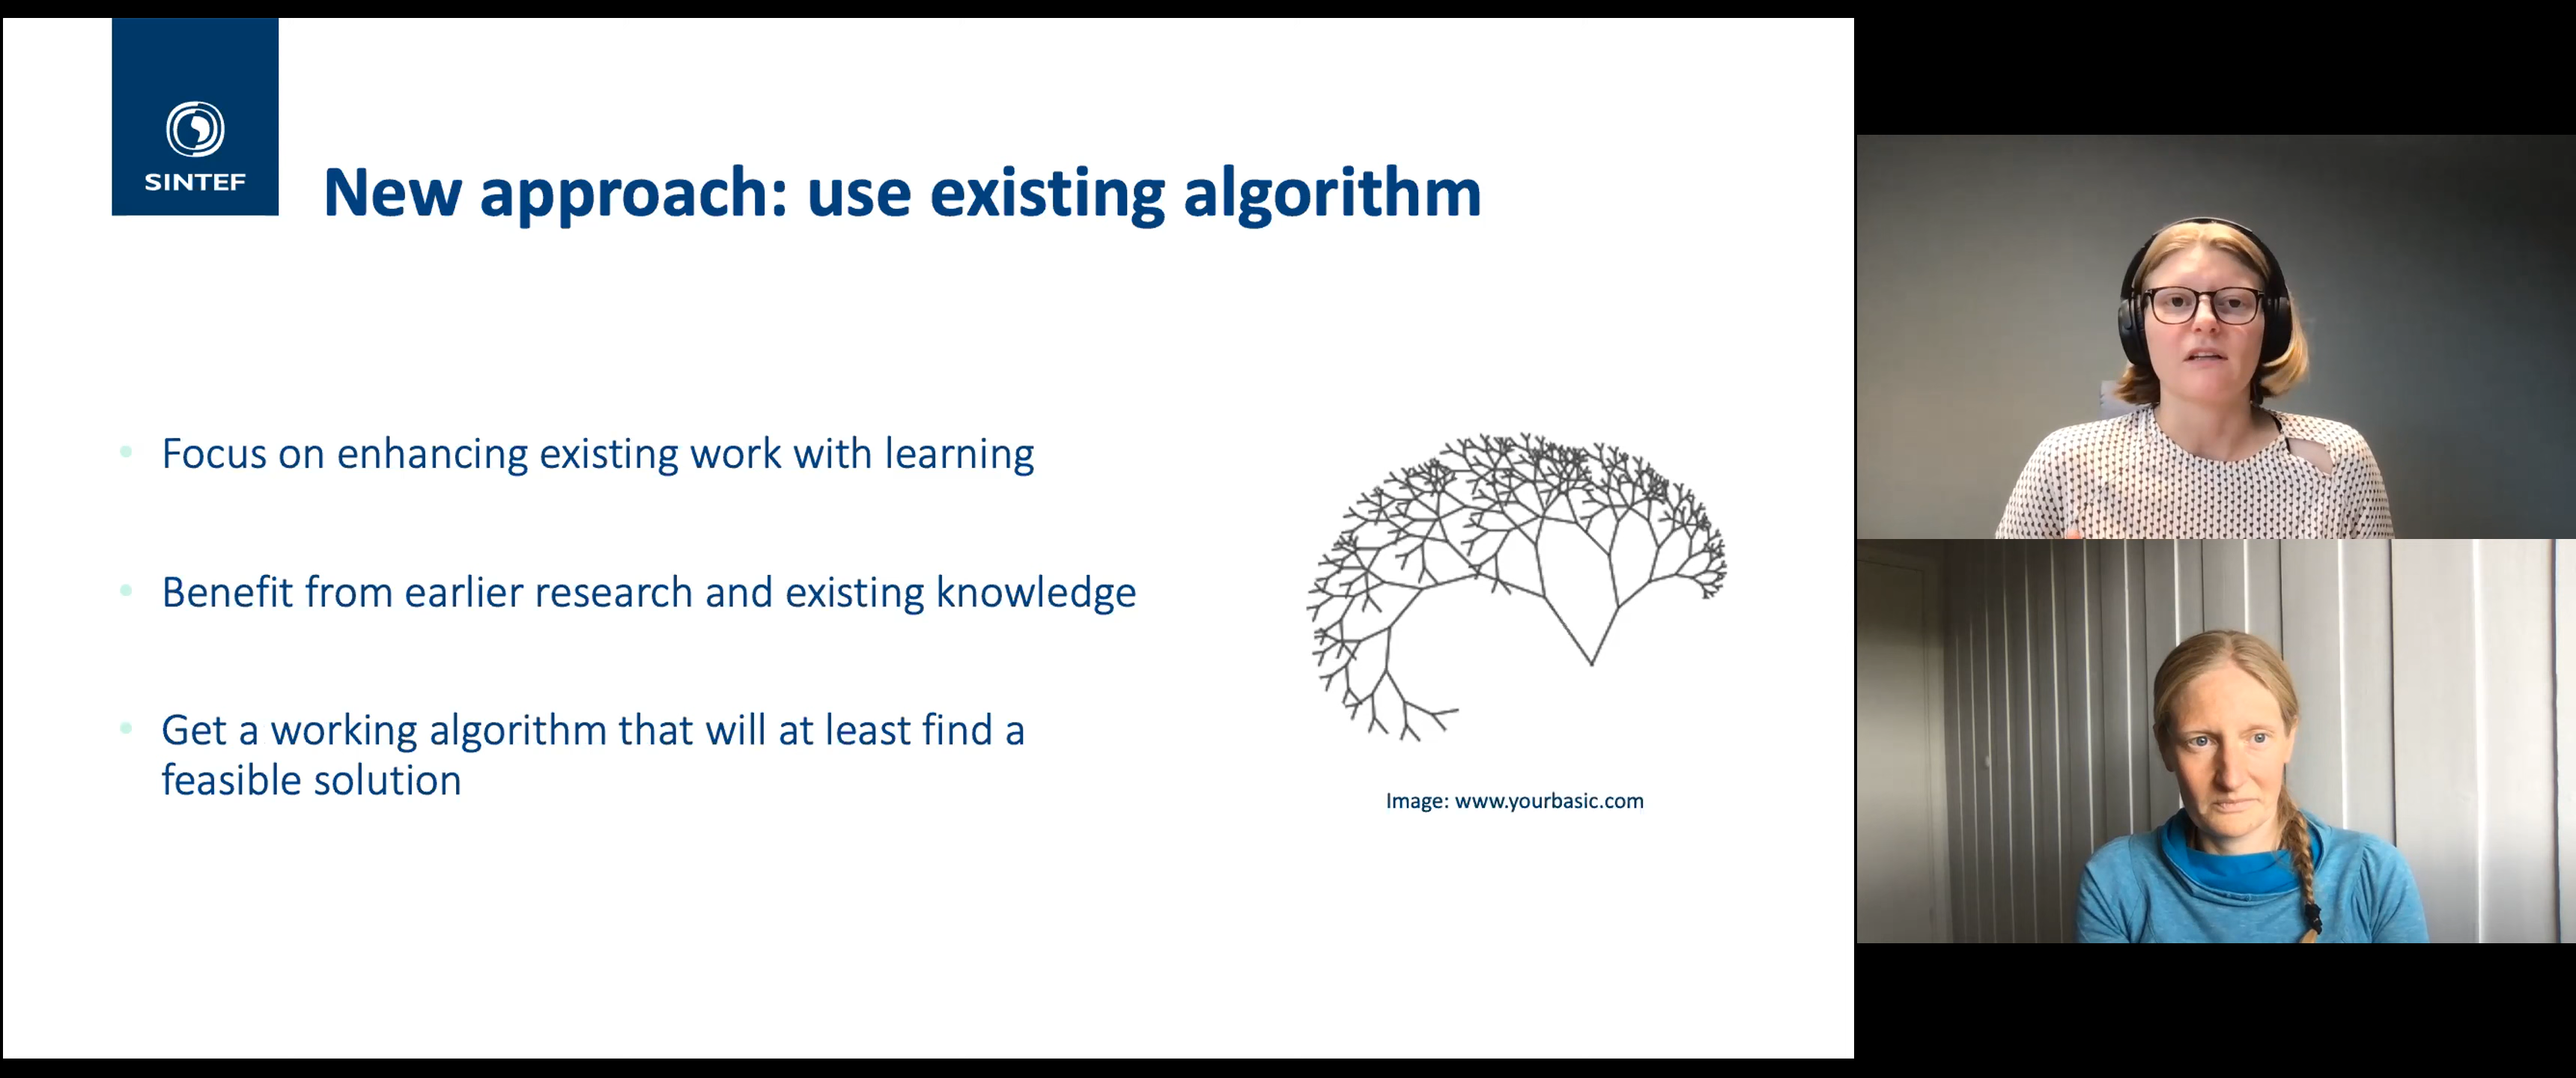 SINTEF
New approach: use existing algorithm
• Focus on enhancing existing work with learning
• Benefit from earlier research and existing knowledge
• Get a working algorithm that will at least find a
feasible solution
Image: www.yourbasic.com